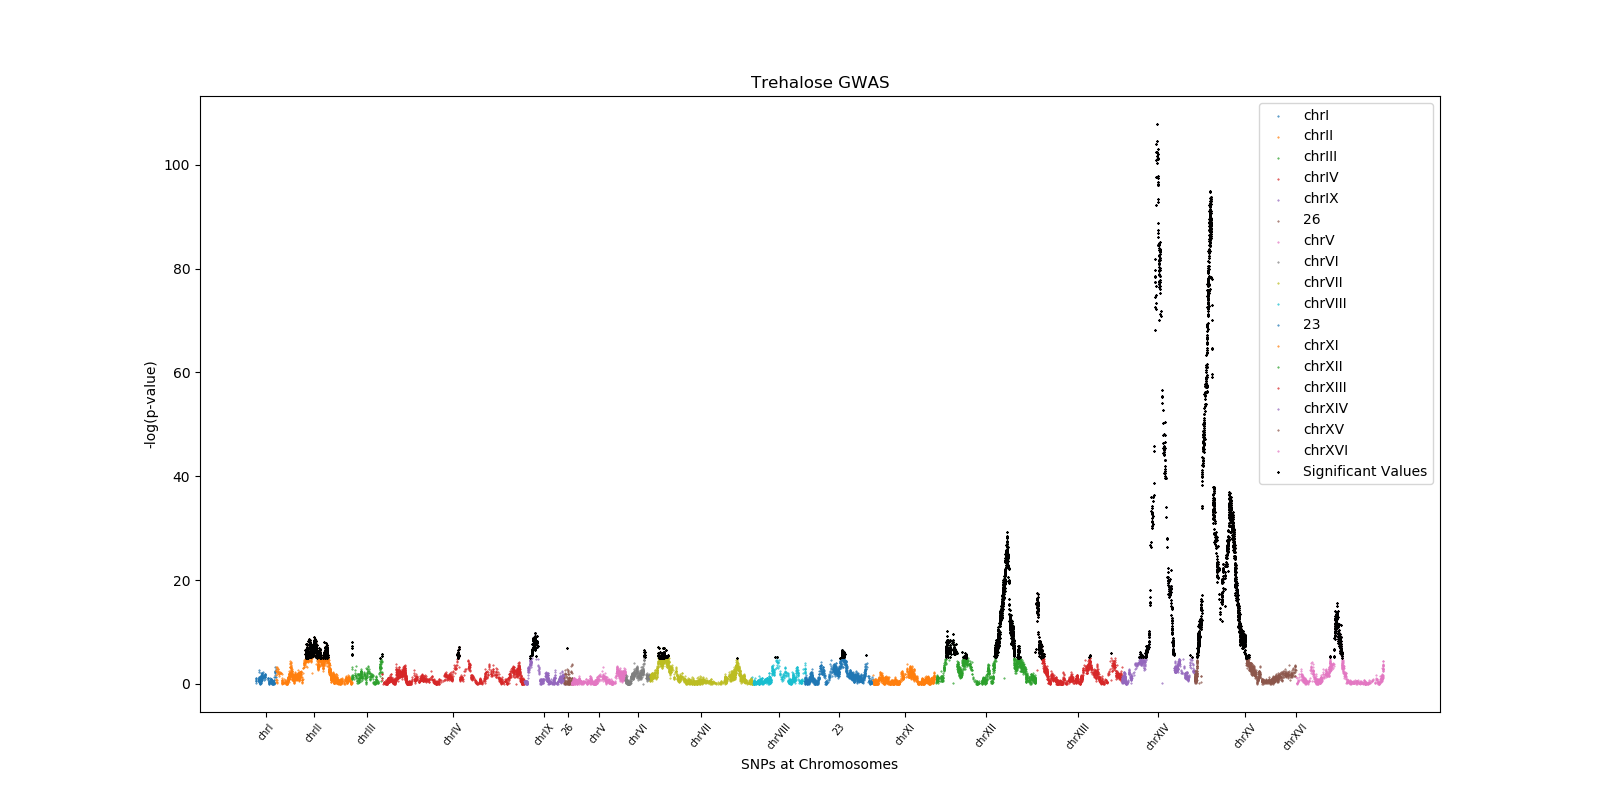 Trehalose GWAS
-log(p-value)
100
80
60
40
20
0
chrI
chrII
chrIII
chrIV
chrIX
26
chrV
chrVI
chrVII
chrVIII
23
chrXI
chrXII
chrXIII
chrXIV
chrXV
chrXVI
Significant Values
chrI
chrII
chrIII
chrIV
chrIX
26
chrV
chrVI
chrVII
chrVIII
23
chrXI
chrXII
chrXIII
chrXIV
chrXV
chrXVI
SNPs at Chromosomes